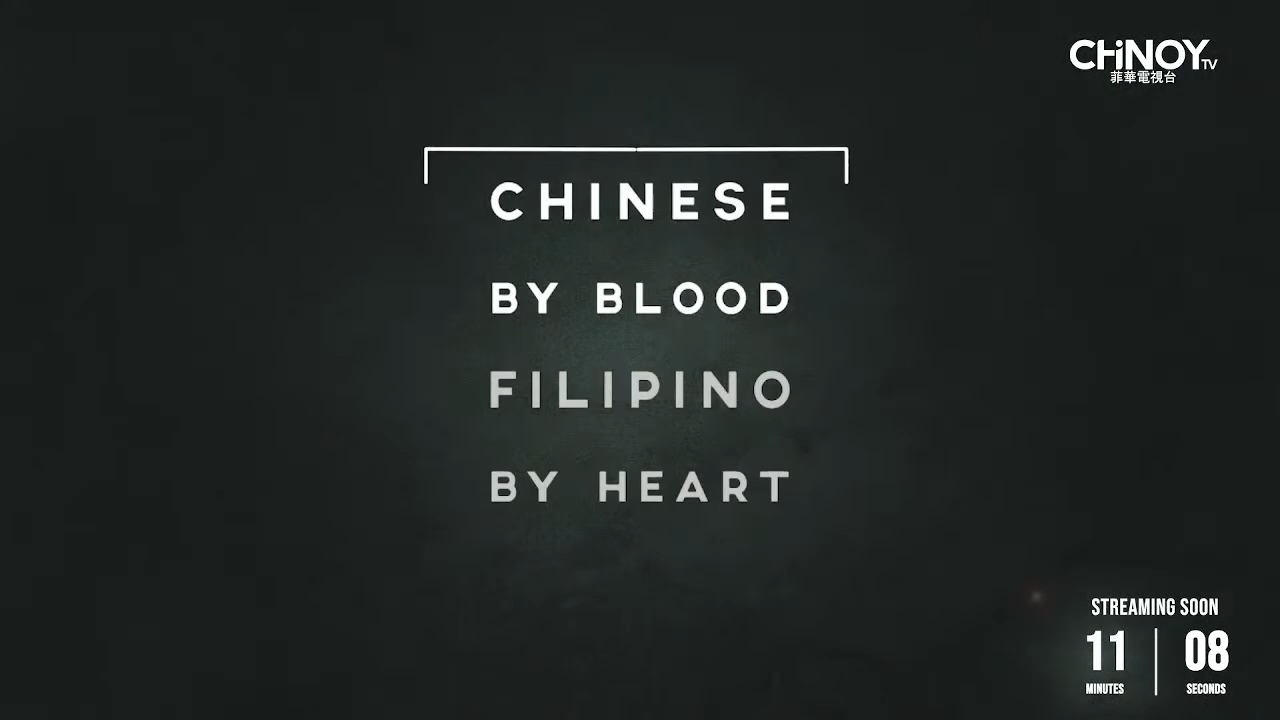 CHiNOY TV
菲華電視台
CHINESE
BY BLOOD
FILIPINO
BY HEART
STREAMING SOON
11 08
MINUTES SECONDS